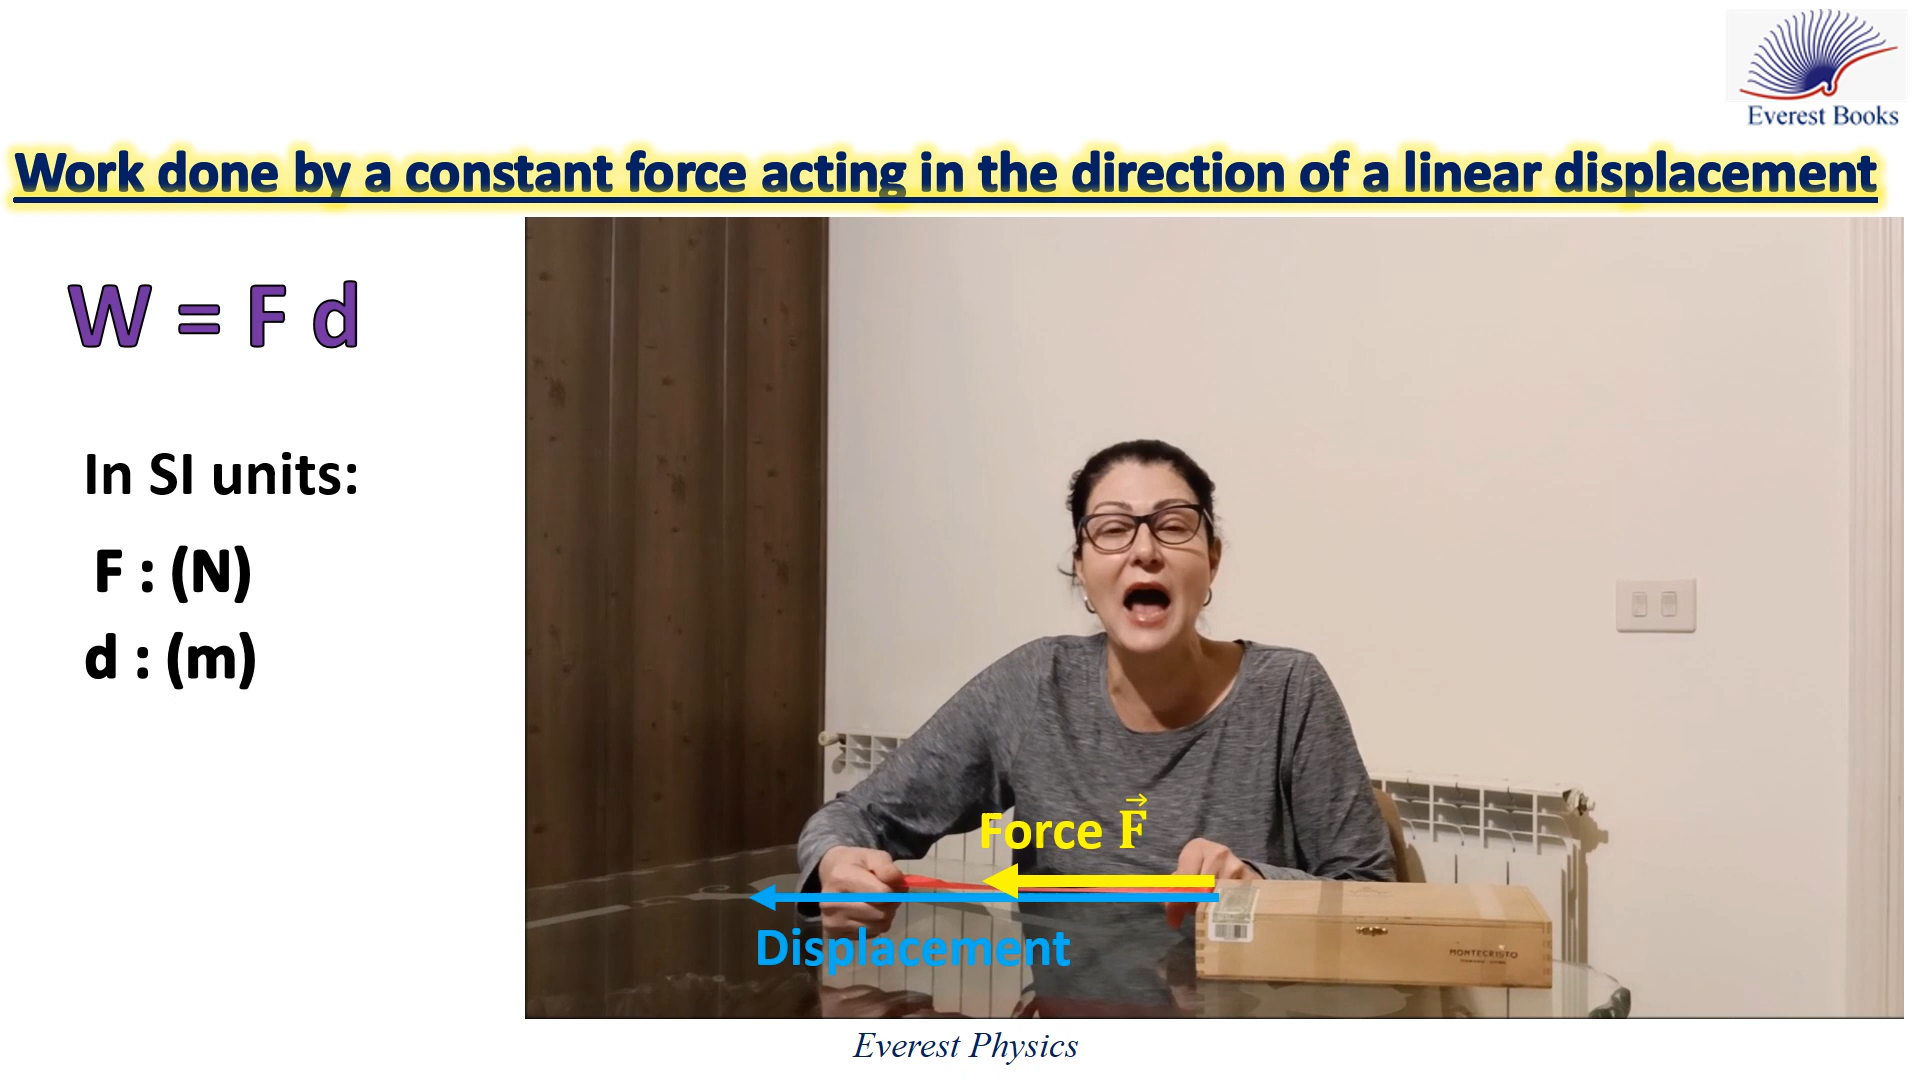 Everest Books
Work done by a constant force acting in the direction of a linear displacement
W = F d
In SI units:
F : (N)
d : (m)
Force F⃗
Displacement
MONTECRISTO
Everest Physics